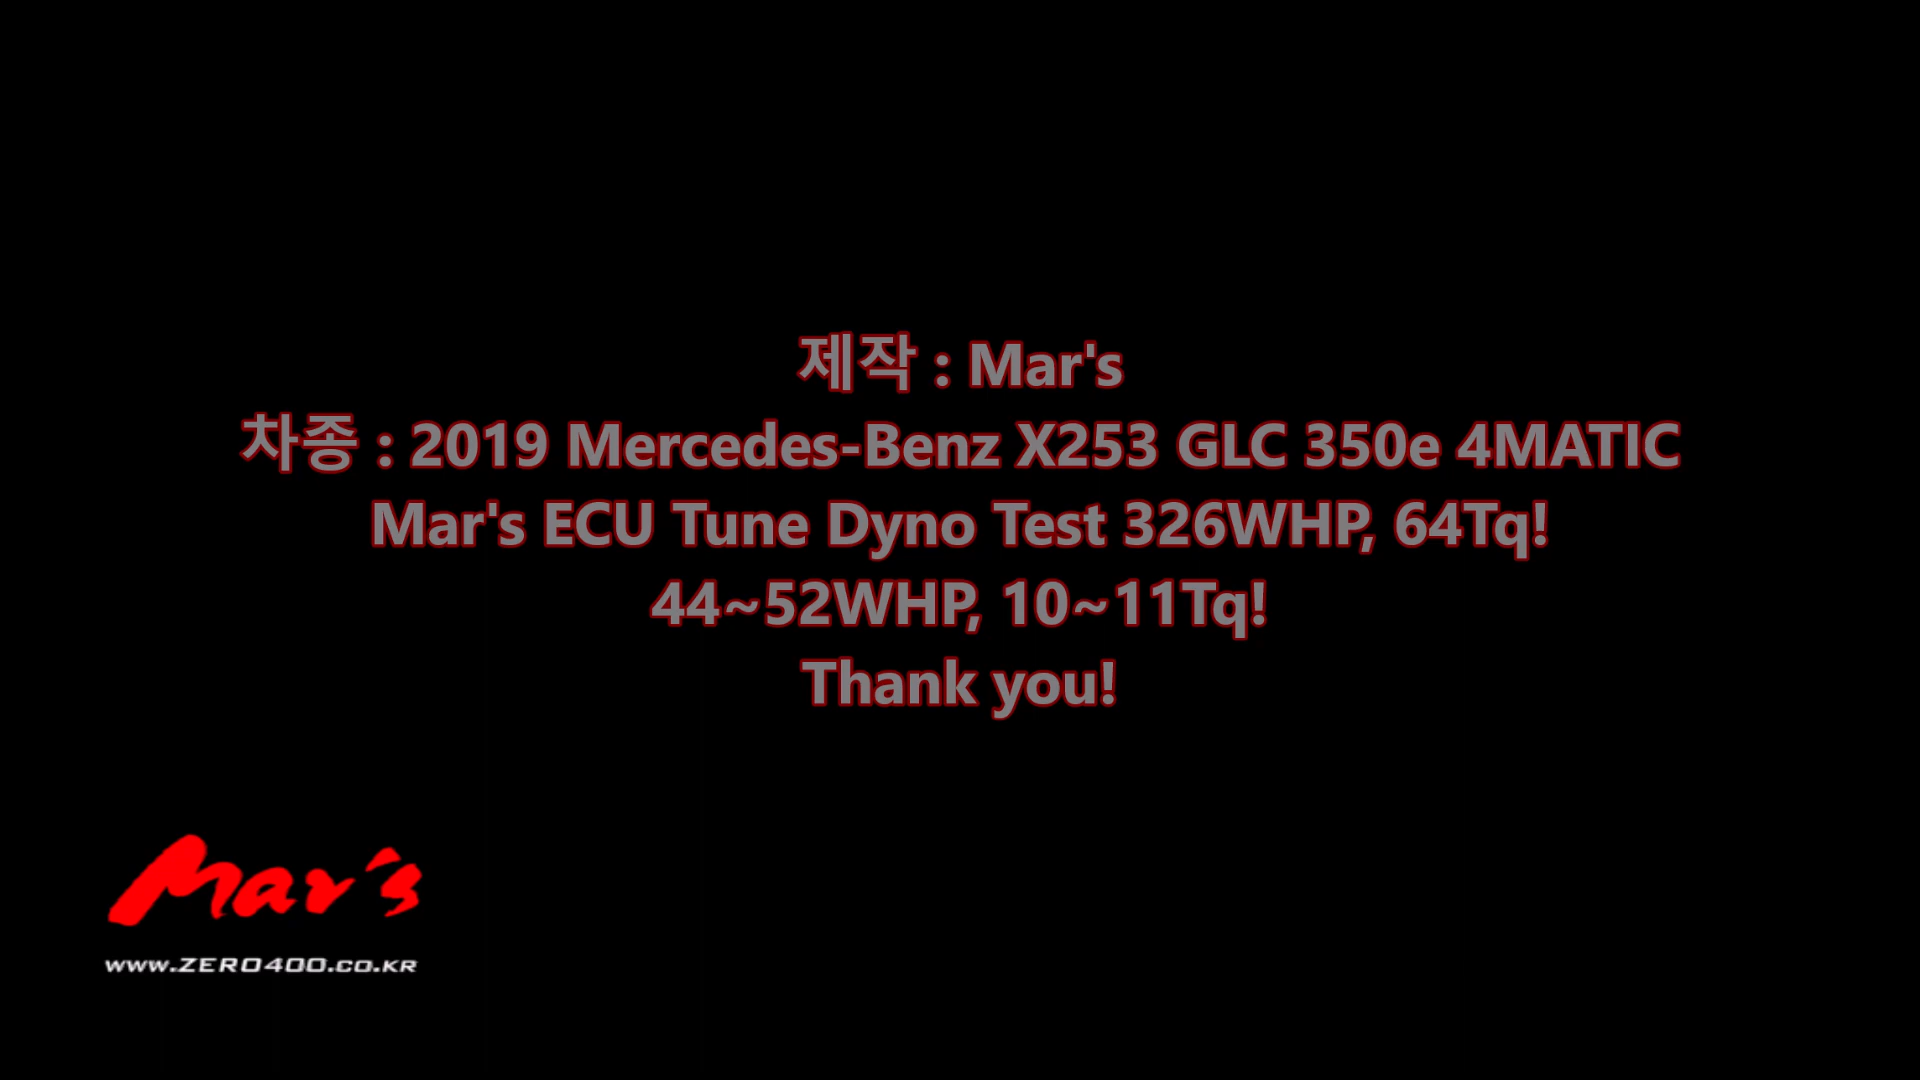 제작 : Mar's
차종 : 2019 Mercedes-Benz X253 GLC 350e 4MATIC
Mar's ECU Tune Dyno Test 326WHP, 64Tq!
44~52WHP, 10~11Tq!
Thank you!
Mar's
www.ZERO400.co.kr